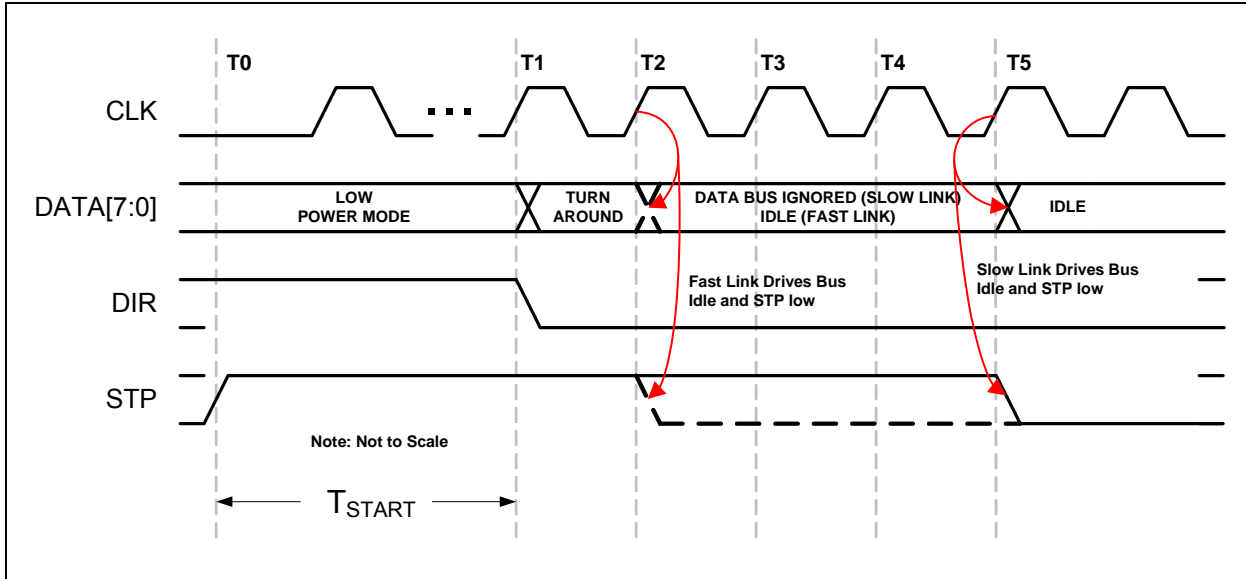 T0 T1 T2 T3 T4 T5
CLK
DATA[7:0]
LOW
POWER MODE
TURN
AROUND
DATA BUS IGNORED (SLOW LINK)
IDLE (FAST LINK)
IDLE
DIR
Fast Link Drives Bus
Idle and STP low
Slow Link Drives Bus
Idle and STP low
STP
Note: Not to Scale
TSTART